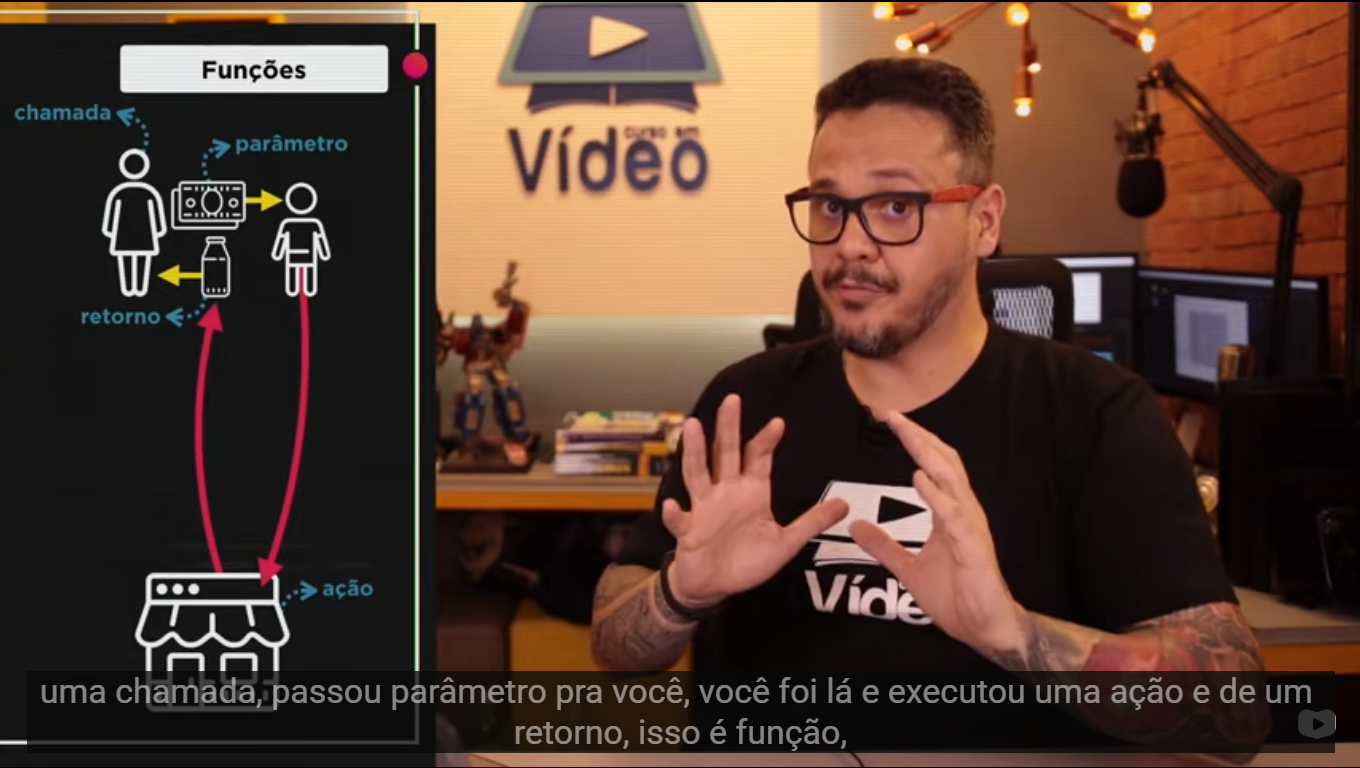 Funções
chamada
parâmetro
retorno
ação
curso em
Vídeo
Víde
uma chamada, passou parâmetro pra você, você foi lá e executou uma ação e de um
retorno, isso é função,